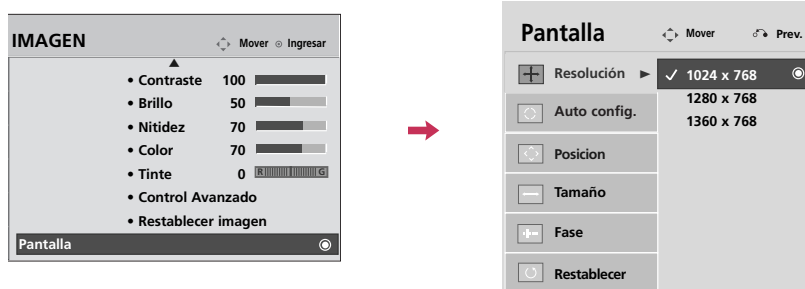 IMAGEN
Mover Ingresar
• Contraste 100
• Brillo 50
• Nitidez 70
• Color 70
• Tinte 0 R G
• Control Avanzado
• Restablecer imagen
Pantalla
Pantalla
Mover Prev.
Resolución
1024 x 768
1280 x 768
1360 x 768
Auto config.
Posicion
Tamaño
Fase
Restablecer